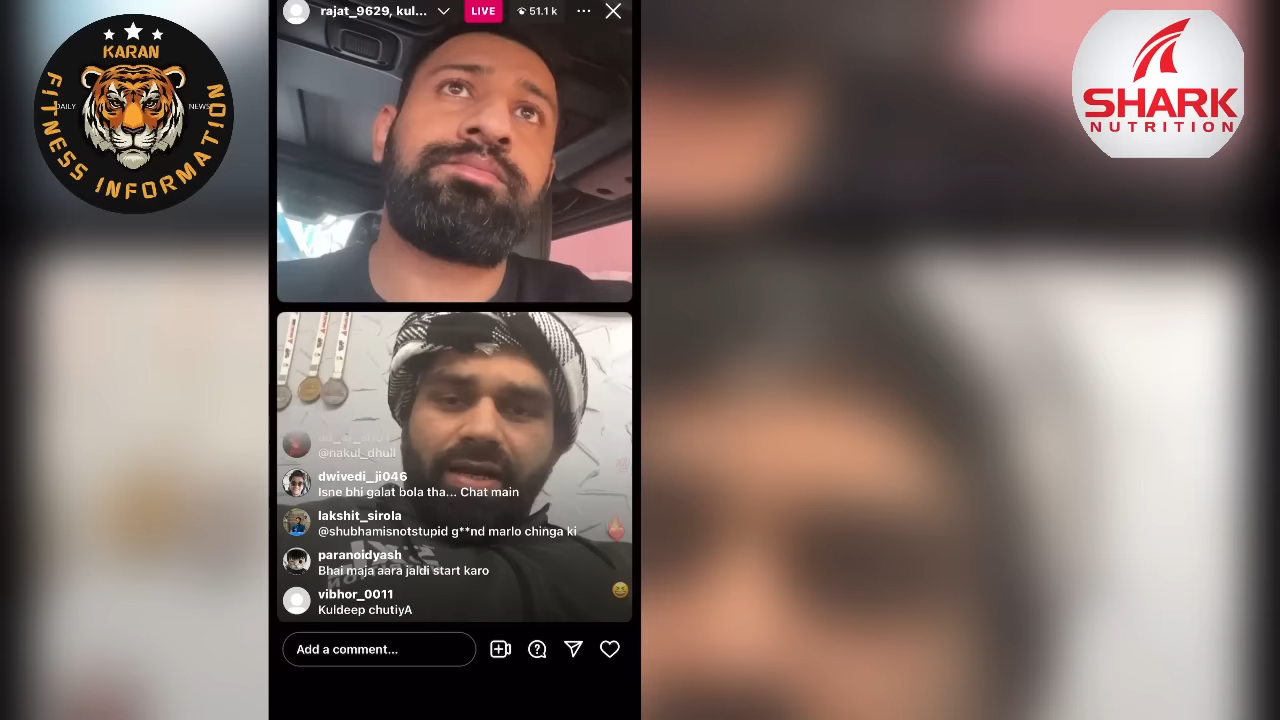 KARAN
DAILY
NEWS
FITNESS INFORMATION
rajat_9629, kul...
LIVE
51.1 k
SHARK
NUTRITION
@nakul_dhull
dwivedi_ji046
Isne bhi galat bola tha... Chat main
lakshit_sirola
@shubhamisnotstupid g**nd marlo chinga ki
paranoidyash
Bhai maja aara jaldi start karo
vibhor_0011
Kuldeep chutiyA
Add a comment...